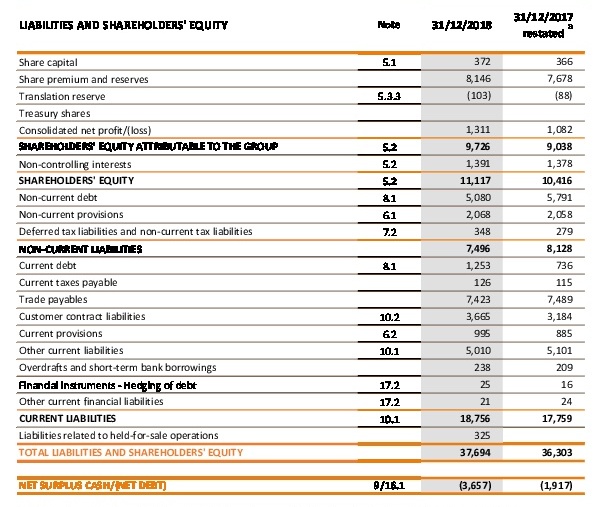 LIABILITIES AND SHAREHOLDERS' EQUITY Note 31/12/2018 31/12/2017 restated a
Share capital 5.1 372 366
Share premium and reserves 8,146 7,678
Translation reserve 5.3.3 (103) (88)
Treasury shares
Consolidated net profit/(loss) 1,311 1,082
SHAREHOLDERS' EQUITY ATTRIBUTABLE TO THE GROUP 5.2 9,726 9,038
Non-controlling interests 5.2 1,391 1,378
SHAREHOLDERS' EQUITY 5.2 11,117 10,416
Non-current debt 8.1 5,080 5,791
Non-current provisions 6.1 2,068 2,058
Deferred tax liabilities and non-current tax liabilities 7.2 348 279
NON-CURRENT LIABILITIES 7,496 8,128
Current debt 8.1 1,253 736
Current taxes payable 126 115
Trade payables 7,423 7,489
Customer contract liabilities 10.2 3,665 3,184
Current provisions 6.2 995 885
Other current liabilities 10.1 5,010 5,101
Overdrafts and short-term bank borrowings 238 209
Financial instruments - Hedging of debt 17.2 25 16
Other current financial liabilities 17.2 21 24
CURRENT LIABILITIES 10.1 18,756 17,759
Liabilities related to held-for-sale operations 325
TOTAL LIABILITIES AND SHAREHOLDERS' EQUITY 37,694 36,303
NET SURPLUS CASH/(NET DEBT) 9/16.1 (3,657) (1,917)